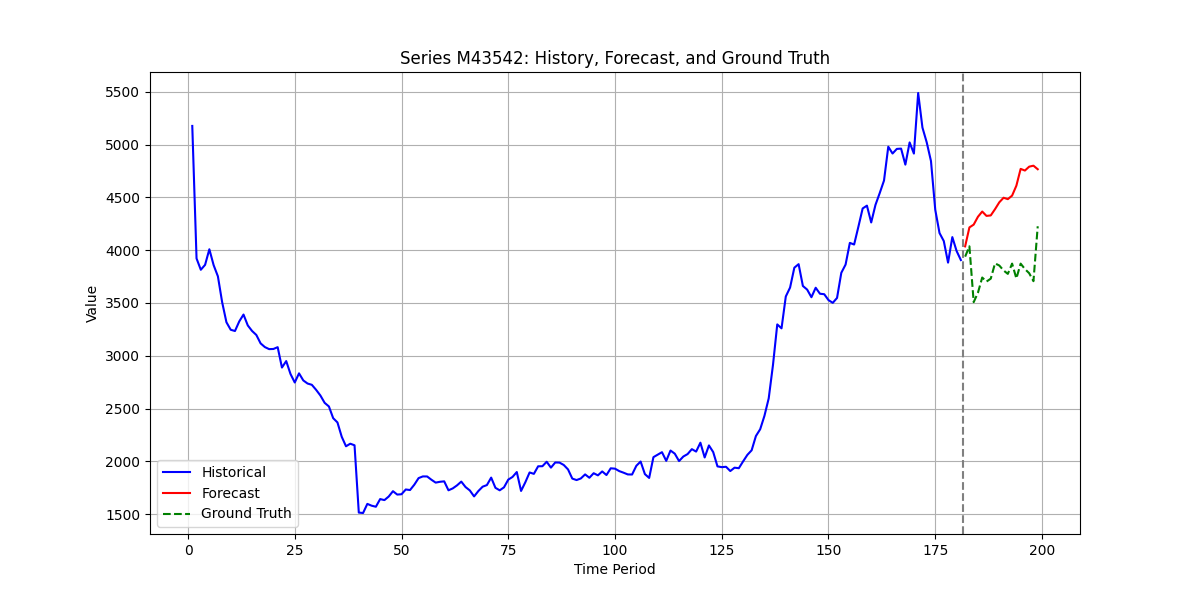 Series M43542: History, Forecast, and Ground Truth
Value
5500
5000
4500
4000
3500
3000
2500
2000
1500
Historical
Forecast
Ground Truth
0 25 50 75 100 125 150 175 200
Time Period